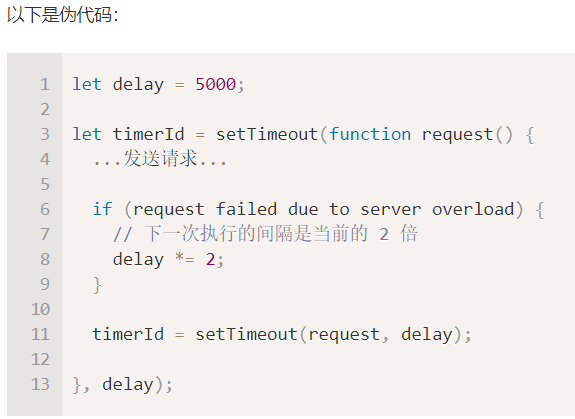 以下是伪代码：
1 let delay = 5000;
2
3 let timerId = setTimeout(function request() {
4   ...发送请求...
5
6   if (request failed due to server overload) {
7     // 下一次执行的间隔是当前的 2 倍
8     delay *= 2;
9   }
10
11   timerId = setTimeout(request, delay);
12
13 }, delay);